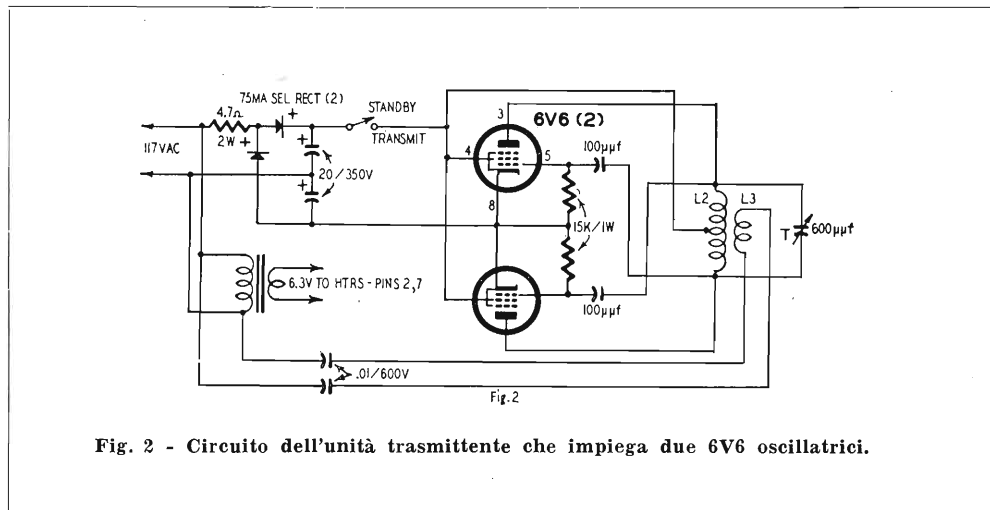 75MA SEL RECT (2)
4.7Ω
2W
+
+
+
+
117VAC
20/350V
STANDBY
TRANSMIT
6V6 (2)
3
4
5
8
100µµf
15K/1W
100µµf
L2
L3
T
600µµf
6.3V TO HTRS - PINS 2,7
.01/600V
Fig.2
Fig. 2 - Circuito dell'unità trasmittente che impiega due 6V6 oscillatrici.